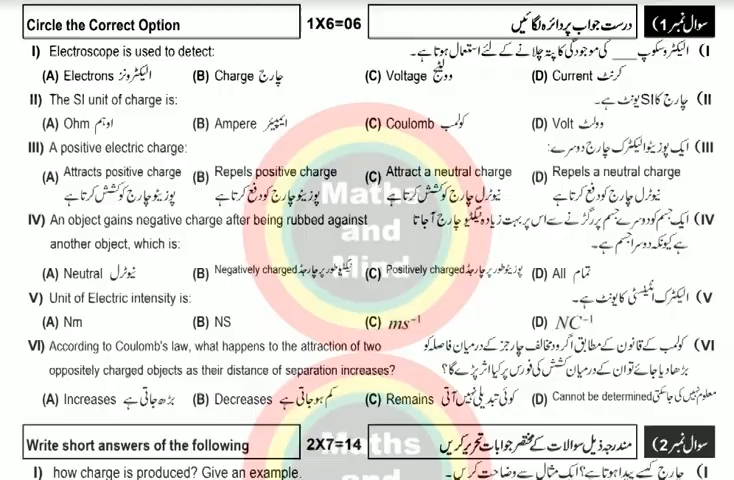 Circle the Correct Option 1X6=06 درست جواب پر دائرہ لگائیں سوال نمبر 1)
I) Electroscope is used to detect: I) الیکٹروسکوپ ___ کی موجودگی کا پتہ چلانے کے لئے استعمال ہوتا ہے۔
(A) Electrons الیکٹرونز (B) Charge چارج (C) Voltage وولٹیج (D) Current کرنٹ
II) The SI unit of charge is: II) چارج کا SI یونٹ ہے۔
(A) Ohm اوہم (B) Ampere ایمپیئر (C) Coulomb کولمب (D) Volt وولٹ
III) A positive electric charge: III) ایک پوزیٹو الیکٹرک چارج دوسرے:
(A) Attracts positive charge (B) Repels positive charge (C) Attract a neutral charge (D) Repels a neutral charge
پوزیٹو چارج کو کشش کرتا ہے پوزیٹو چارج کو دفع کرتا ہے نیوٹرل چارج کو کشش کرتا ہے نیوٹرل چارج کو دفع کرتا ہے
IV) An object gains negative charge after being rubbed against IV) ایک جسم کو دوسرے جسم پر رگڑنے سے اس پر بہت زیادہ نیگٹیو چارج آ جاتا
another object, which is: ہے کیونکہ دوسرا جسم ہے۔
(A) Neutral نیوٹرل (B) Negatively charged نیگٹیو طور پر چارجڈ (C) Positively charged پوزیٹو طور پر چارجڈ (D) All تمام
V) Unit of Electric intensity is: V) الیکٹرک انٹینسٹی کا یونٹ ہے۔
(A) Nm (B) NS (C) ms⁻¹ (D) NC⁻¹
VI) According to Coulomb's law, what happens to the attraction of two VI) کولمب کے قانون کے مطابق اگر دو مخالف چارجز کے درمیان فاصلہ کو
oppositely charged objects as their distance of separation increases? بڑھا دیا جائے تو ان کے درمیان کشش کی فورس پر کیا اثر پڑے گا؟
(A) Increases بڑھ جاتی ہے (B) Decreases کم ہو جاتی ہے (C) Remains کوئی تبدیلی نہیں آتی (D) Cannot be determined معلوم نہیں کی جا سکتی
Write short answers of the following 2X7=14 مندرجہ ذیل سوالات کے مختصر جوابات تحریر کریں سوال نمبر 2)
I) how charge is produced? Give an example. I) چارج کیسے پیدا ہوتا ہے؟ ایک مثال سے وضاحت کریں۔
Maths
and
Mind
Maths
and